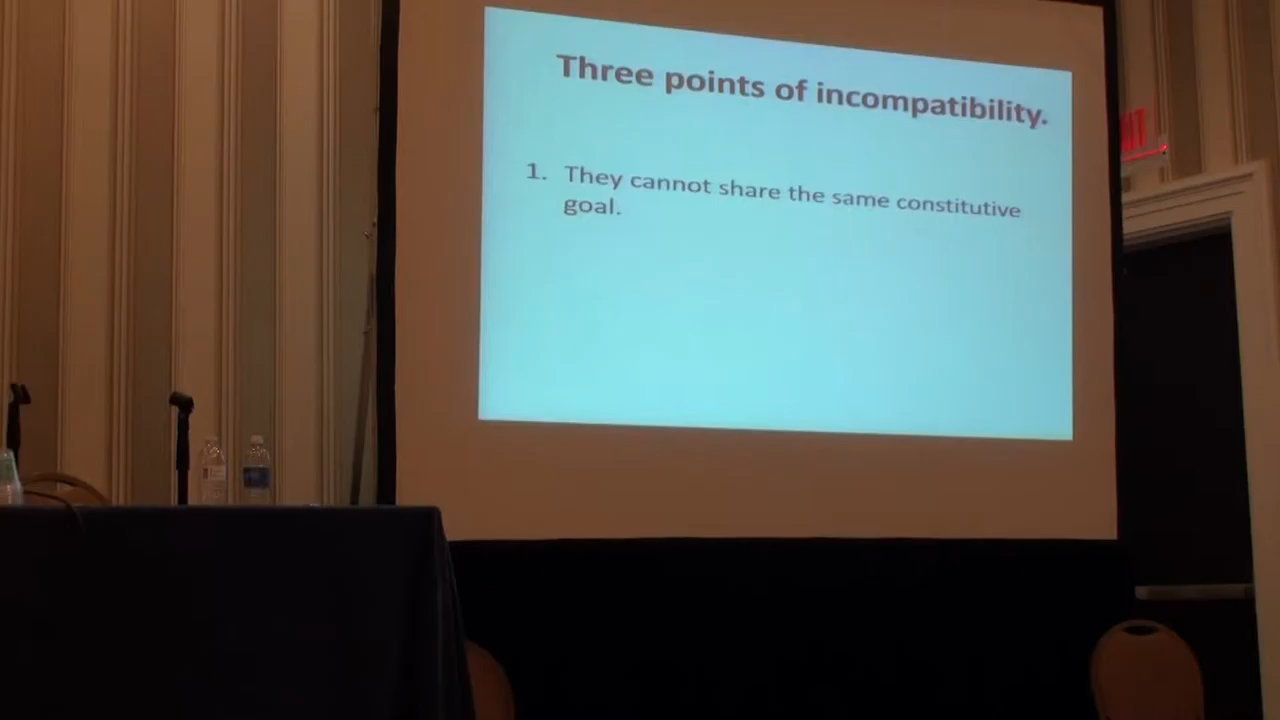 Three points of incompatibility.
1. They cannot share the same constitutive
goal.